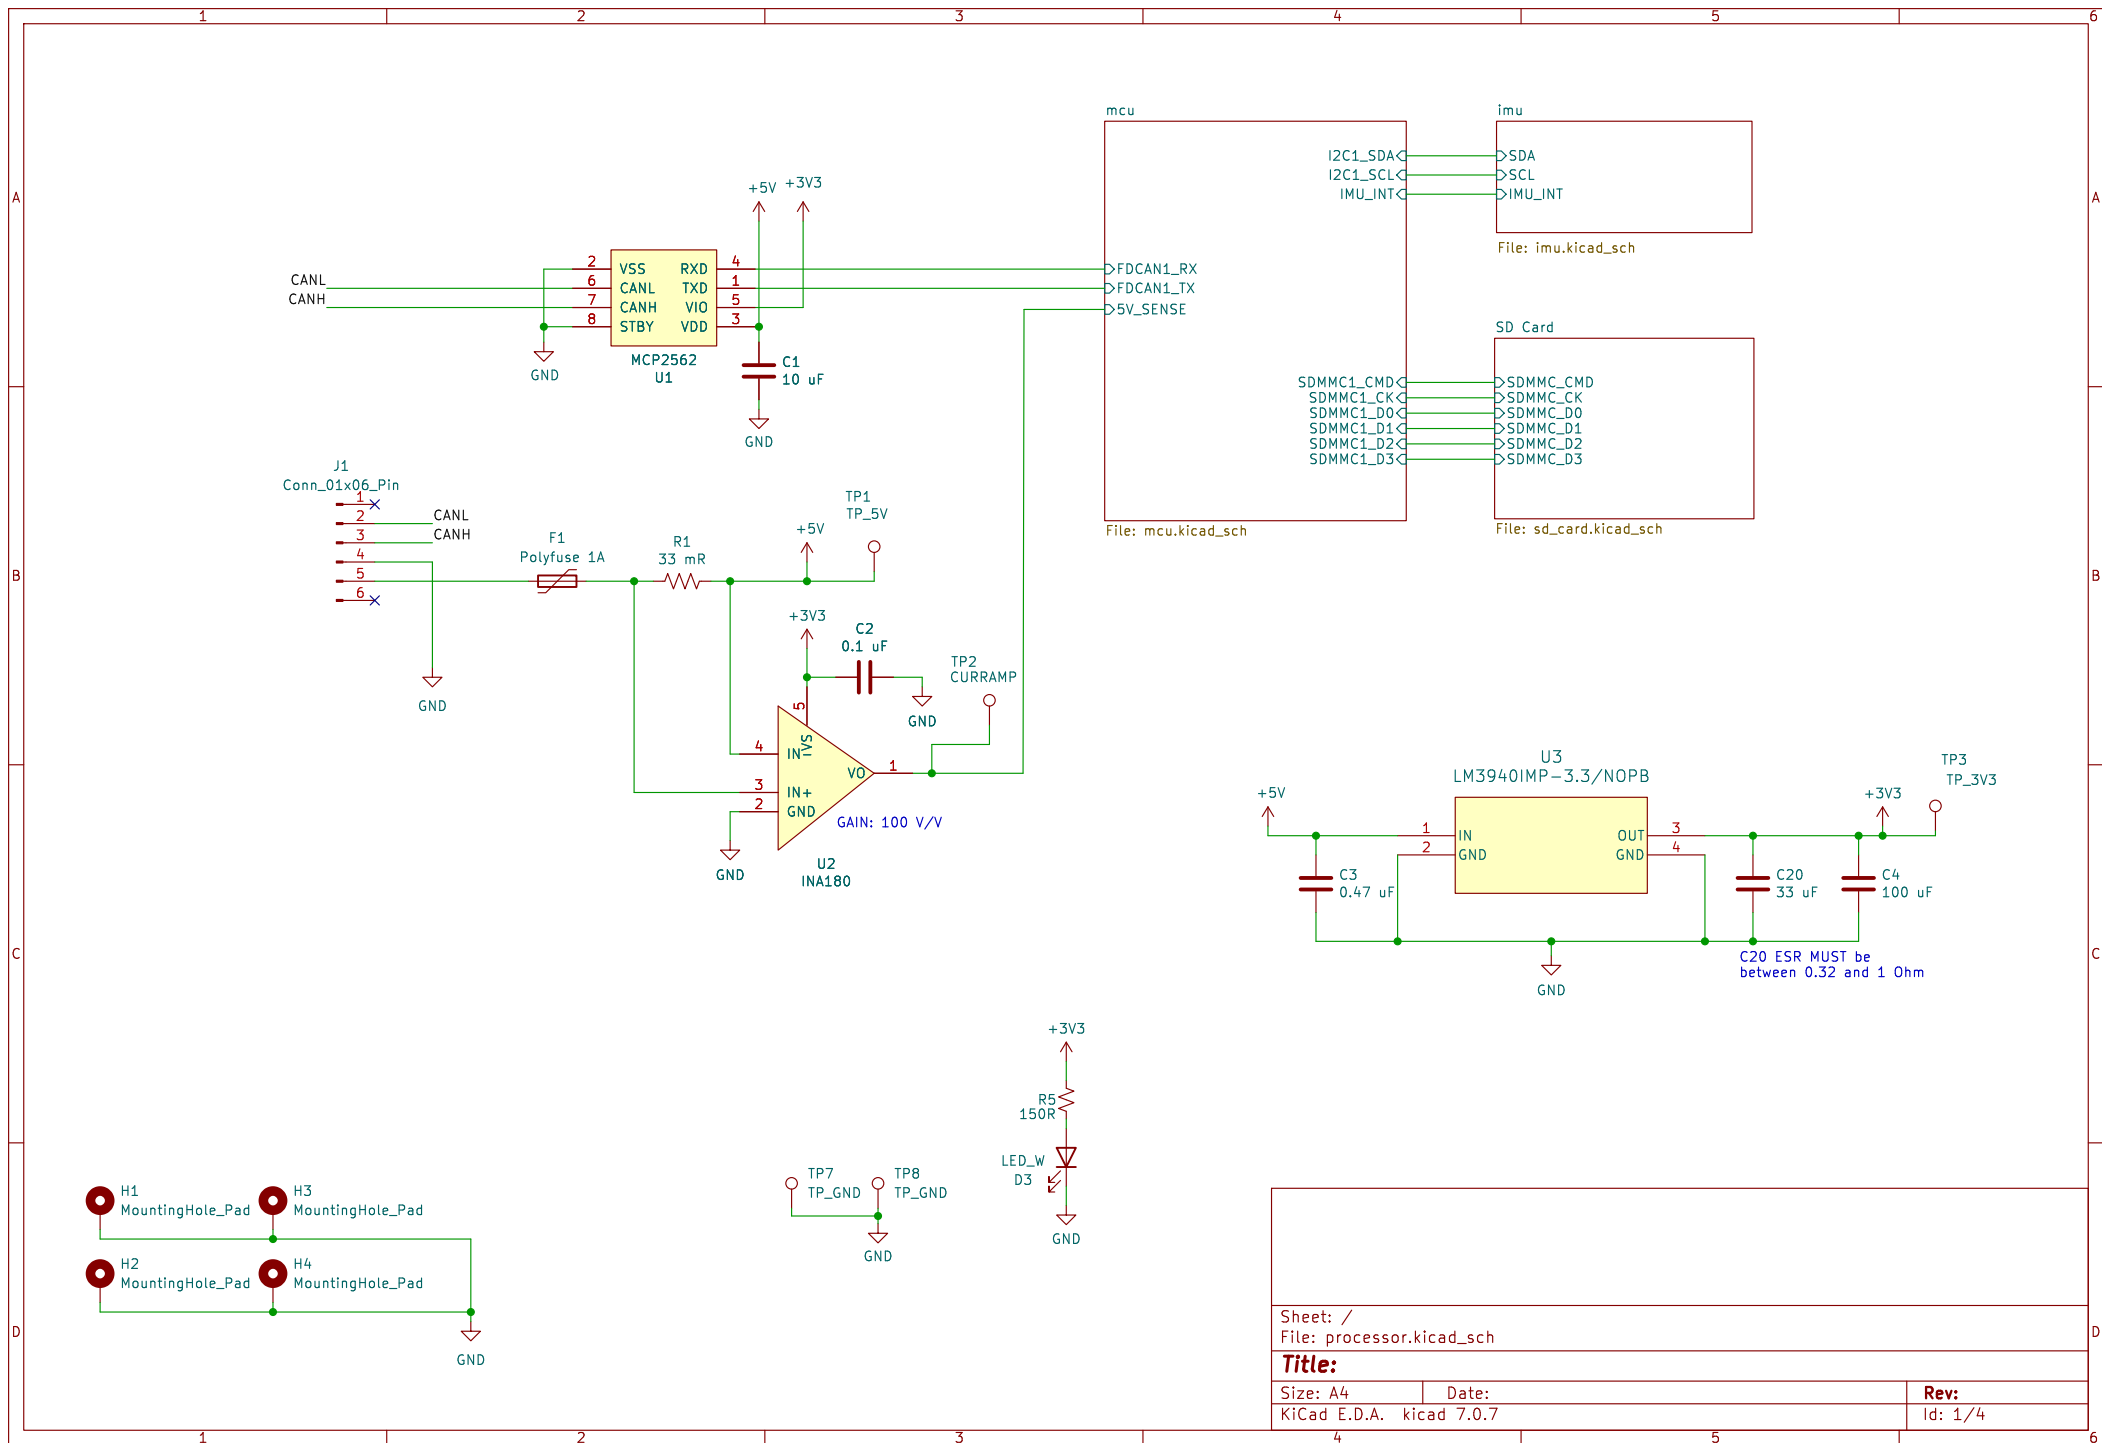 1 2 3 4 5 6
A
A
B
B
C
C
D
D
mcu
I2C1_SDA
I2C1_SCL
IMU_INT
FDCAN1_RX
FDCAN1_TX
5V_SENSE
SDMMC1_CMD
SDMMC1_CK
SDMMC1_D0
SDMMC1_D1
SDMMC1_D2
SDMMC1_D3
File: mcu.kicad_sch
imu
SDA
SCL
IMU_INT
File: imu.kicad_sch
SD Card
SDMMC_CMD
SDMMC_CK
SDMMC_D0
SDMMC_D1
SDMMC_D2
SDMMC_D3
File: sd_card.kicad_sch
+5V
+3V3
CANL
CANH
2 VSS RXD 4
6 CANL TXD 1
7 CANH VIO 5
8 STBY VDD 3
MCP2562
U1
GND
C1
10 uF
GND
J1
Conn_01x06_Pin
1
2 CANL
3 CANH
4
5
6
GND
F1
Polyfuse 1A
R1
33 mR
+5V
TP1
TP_5V
+3V3
C2
0.1 uF
GND
TP2
CURRAMP
5
VS
4 IN-
VO 1
3 IN+
2 GND
GAIN: 100 V/V
GND
U2
INA180
U3
LM3940IMP-3.3/NOPB
+5V
1 IN OUT 3
2 GND GND 4
+3V3
TP3
TP_3V3
C3
0.47 uF
C20
33 uF
C4
100 uF
C20 ESR MUST be
between 0.32 and 1 Ohm
GND
+3V3
R5
150R
LED_W
D3
GND
TP7
TP_GND
TP8
TP_GND
GND
H1
MountingHole_Pad
H3
MountingHole_Pad
H2
MountingHole_Pad
H4
MountingHole_Pad
GND
Sheet: /
File: processor.kicad_sch
Title:
Size: A4 Date: Rev:
KiCad E.D.A. kicad 7.0.7 Id: 1/4
1 2 3 4 5 6